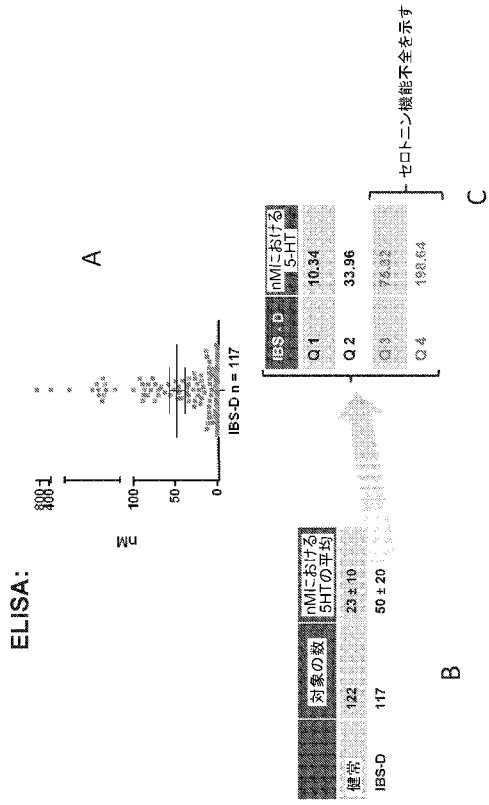 ELISA:
A
400
100
50
0
nM
IBS-D n = 117
対象の数
nMにおける
5HTの平均
健常 122 23 ± 10
IBS-D 117 50 ± 20
B
IBS - D
nMにおける
5-HT
Q 1 10.34
Q 2 33.96
Q 3
Q 4 198.64
セロトニン機能不全を示す
C